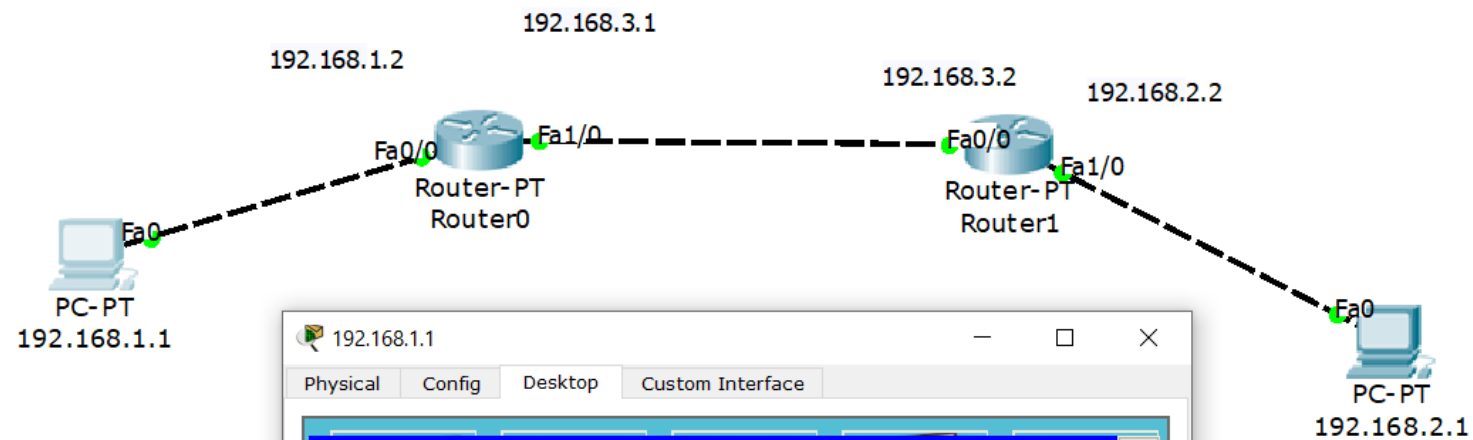 192.168.3.1
192.168.1.2
192.168.3.2
192.168.2.2
Fa0/0
Fa1/0
Fa0/0
Fa1/0
Router-PT
Router0
Router-PT
Router1
Fa0
PC-PT
192.168.1.1
Fa0
PC-PT
192.168.2.1
192.168.1.1
Physical Config Desktop Custom Interface